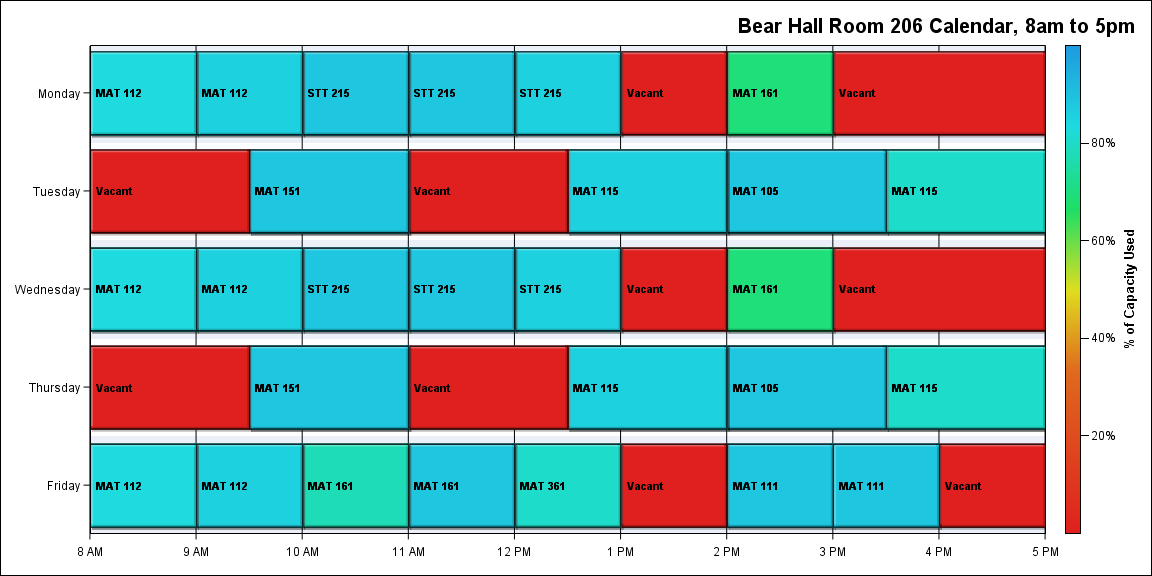 Bear Hall Room 206 Calendar, 8am to 5pm
Monday
MAT 112
MAT 112
STT 215
STT 215
STT 215
Vacant
MAT 161
Vacant
Tuesday
Vacant
MAT 151
Vacant
MAT 115
MAT 105
MAT 115
Wednesday
MAT 112
MAT 112
STT 215
STT 215
STT 215
Vacant
MAT 161
Vacant
Thursday
Vacant
MAT 151
Vacant
MAT 115
MAT 105
MAT 115
Friday
MAT 112
MAT 112
MAT 161
MAT 161
MAT 361
Vacant
MAT 111
MAT 111
Vacant
8 AM
9 AM
10 AM
11 AM
12 PM
1 PM
2 PM
3 PM
4 PM
5 PM
80%
60%
40%
20%
% of Capacity Used